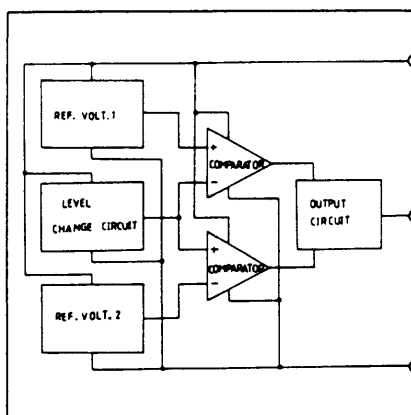 REF. VOLT.1
+
COMPARATOR
-
LEVEL
CHANGE CIRCUIT
OUTPUT
CIRCUIT
+
COMPARATOR
-
REF. VOLT.2